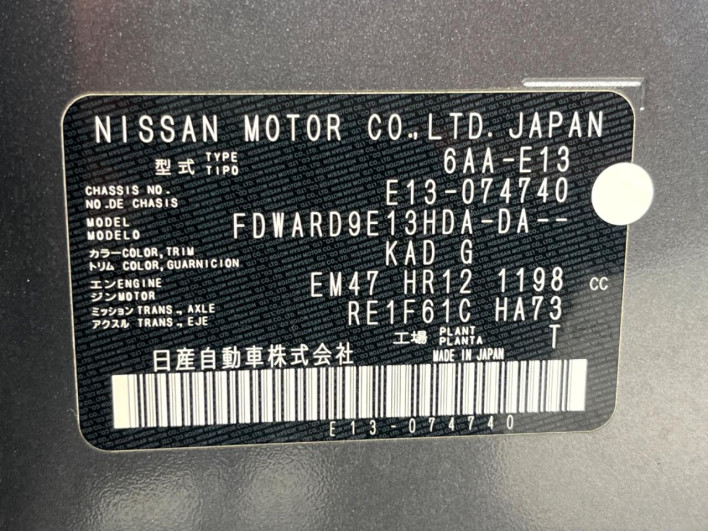 NISSAN MOTOR CO.,LTD. JAPAN
型式 TYPE TIPO 6AA-E13
CHASSIS NO. NO.DE CHASIS E13-074740
MODEL MODELO FDWARD9E13HDA-DA--
カラー COLOR, TRIM トリム COLOR, GUARNICION KAD G
エンジン ENGINE MOTOR EM47 HR12 1198 CC
ミッション TRANS., AXLE アクスル TRANS., EJE RE1F61C HA73
工場 PLANT PLANTA T
日産自動車株式会社 MADE IN JAPAN
E13-074740